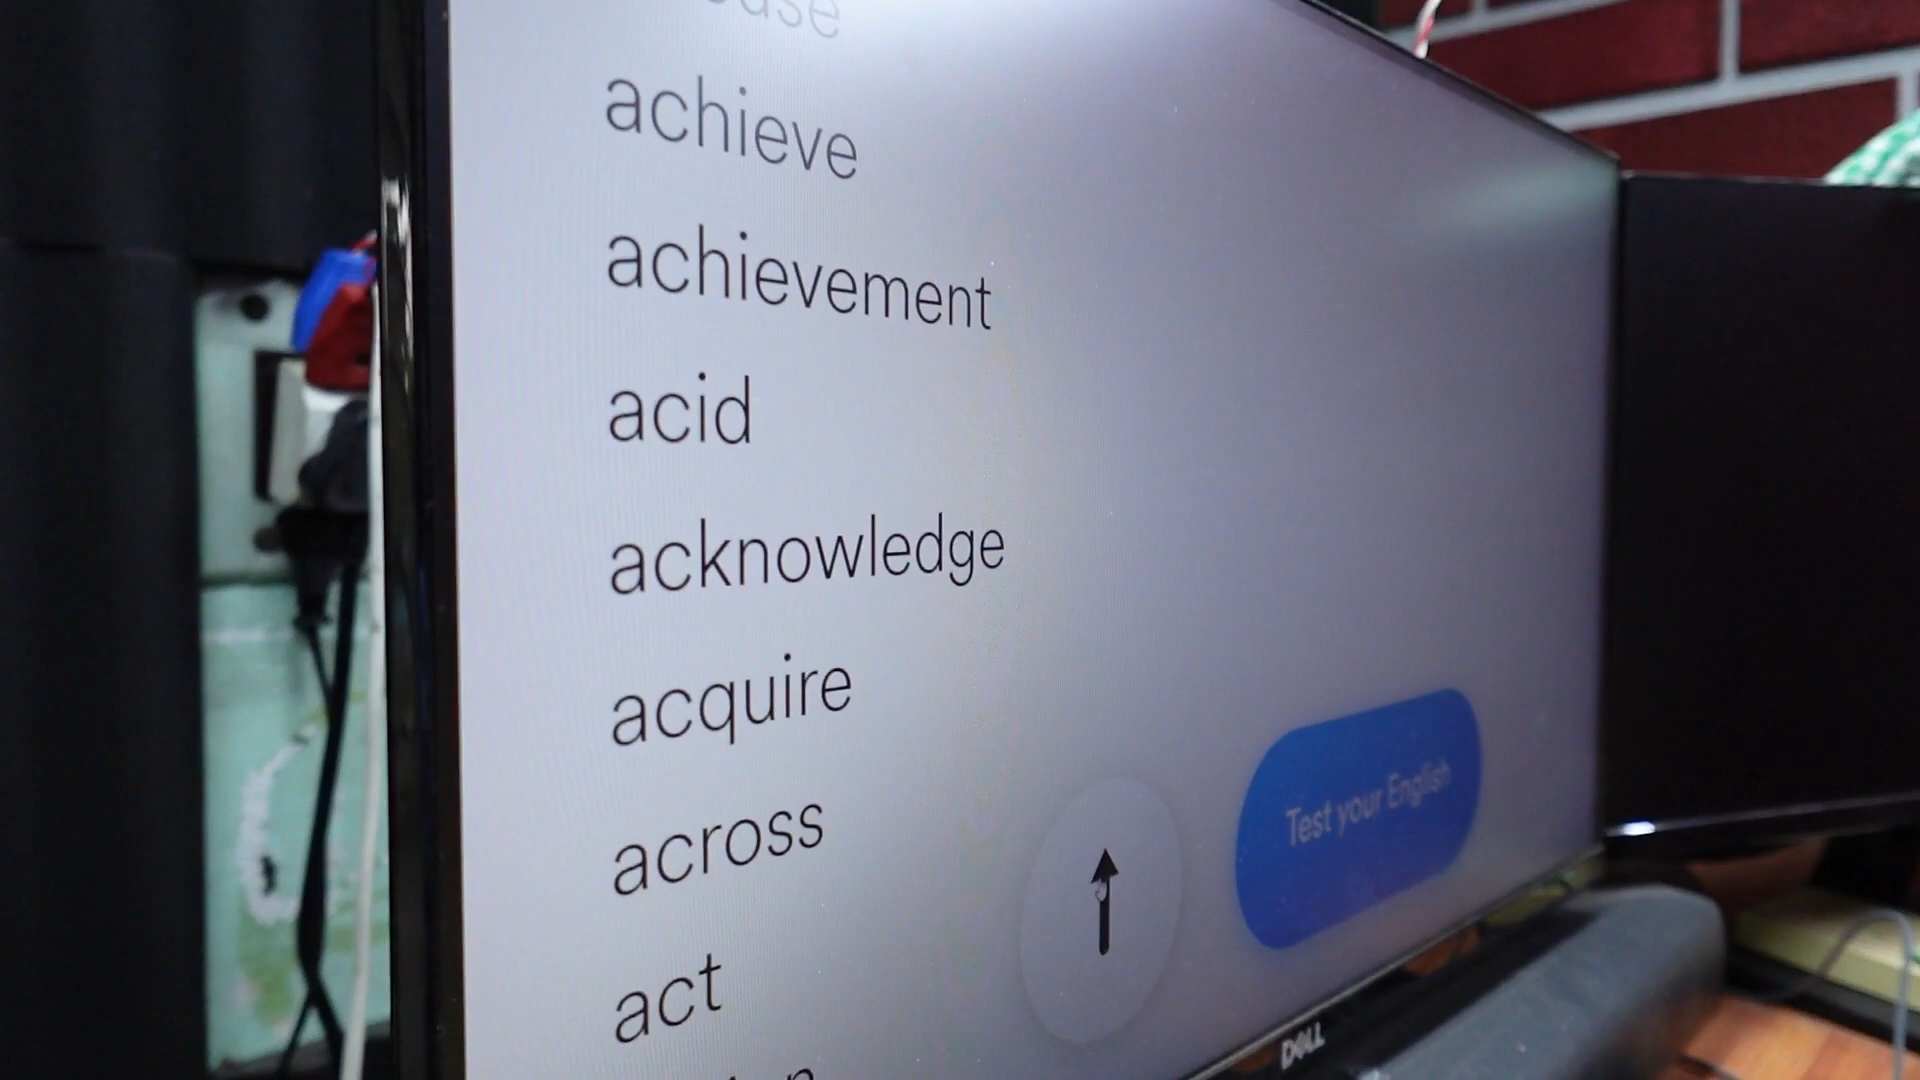 achieve
achievement
acid
acknowledge
acquire
across
act
Test your English
DELL